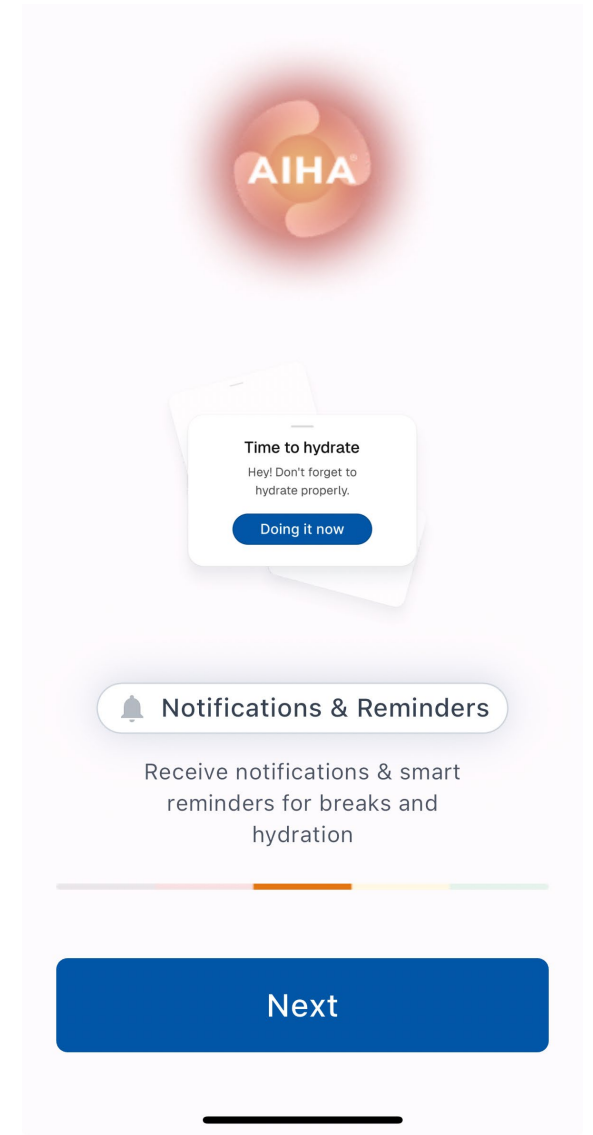 AIHA®
Time to hydrate
Hey! Don't forget to
hydrate properly.
Doing it now
Notifications & Reminders
Receive notifications & smart
reminders for breaks and
hydration
Next